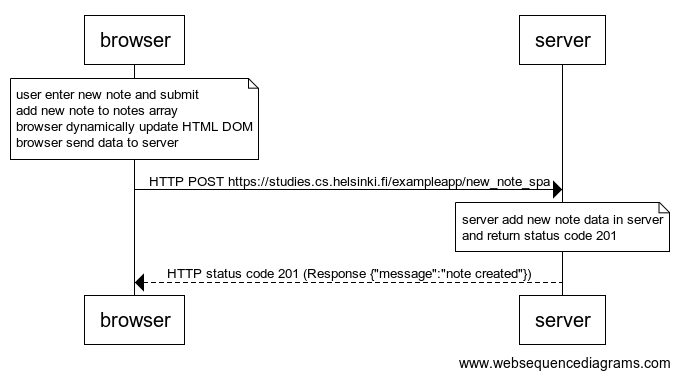 browser
server
user enter new note and submit
add new note to notes array
browser dynamically update HTML DOM
browser send data to server
HTTP POST https://studies.cs.helsinki.fi/exampleapp/new_note_spa
server add new note data in server
and return status code 201
HTTP status code 201 (Response {"message":"note created"})
browser
server
www.websequencediagrams.com